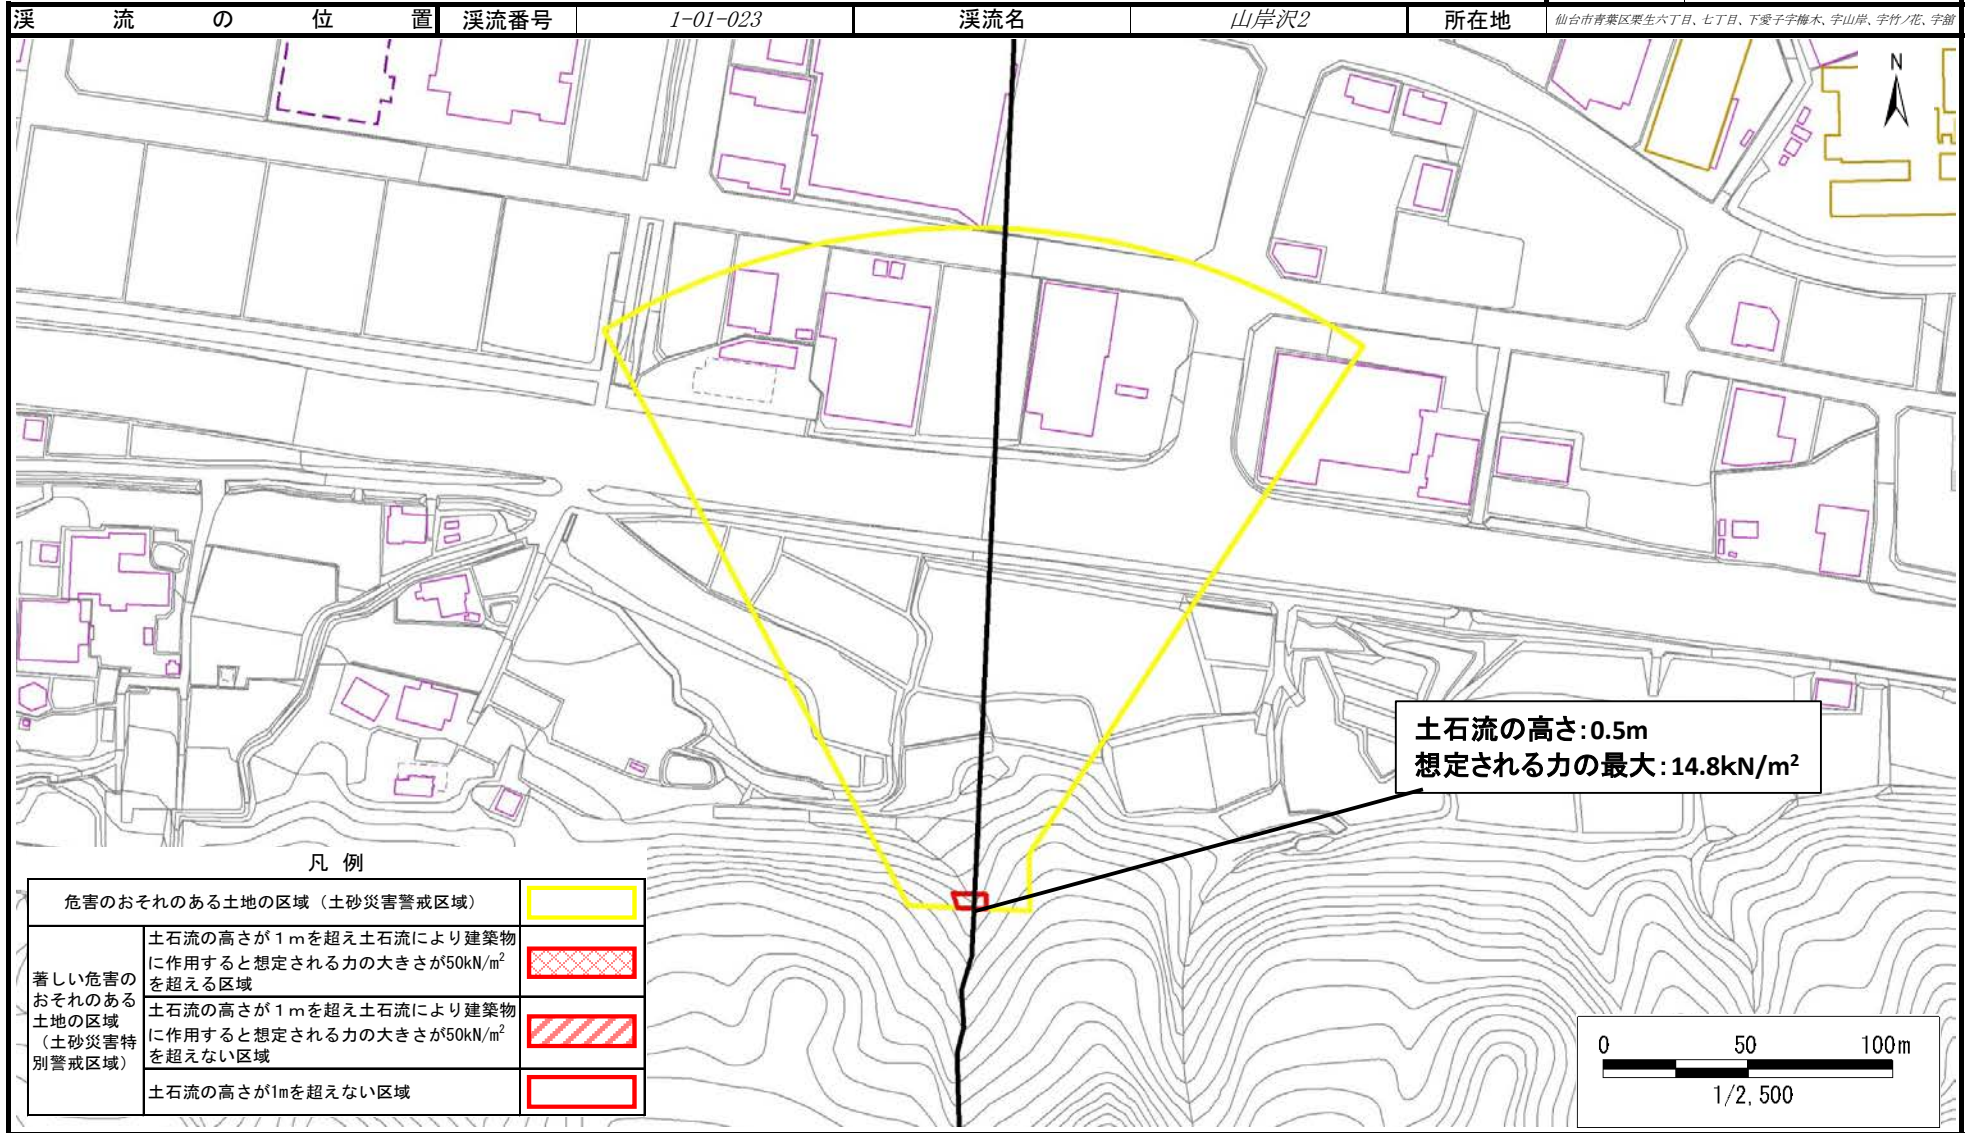 渓流の位置 渓流番号 1-01-023 渓流名 山岸沢2 所在地 仙台市青葉区栗生六丁目、七丁目、下愛子字梅木、字山岸、字竹ノ花、字舘
N
土石流の高さ:0.5m
想定される力の最大:14.8kN/m²
凡 例
危害のおそれのある土地の区域（土砂災害警戒区域）
著しい危害の
おそれのある
土地の区域
（土砂災害特
別警戒区域）
土石流の高さが１ｍを超え土石流により建築物
に作用すると想定される力の大きさが50kN/m²
を超える区域
土石流の高さが１ｍを超え土石流により建築物
に作用すると想定される力の大きさが50kN/m²
を超えない区域
土石流の高さが1mを超えない区域
0 50 100m
1/2,500